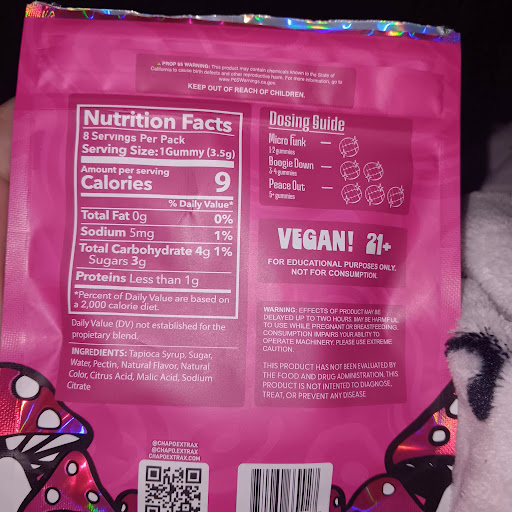 ⚠ PROP 65 WARNING: This product may contain chemicals known to the State of
California to cause birth defects and other reproductive harm. For more information, go to
www.P65Warnings.ca.gov.
KEEP OUT OF REACH OF CHILDREN.
Nutrition Facts
8 Servings Per Pack
Serving Size: 1Gummy (3.5g)
Amount per serving
Calories 9
% Daily Value*
Total Fat 0g 0%
Sodium 5mg 1%
Total Carbohydrate 4g 1%
Sugars 3g
Proteins Less than 1g
*Percent of Daily Value are based on
a 2,000 calorie diet.
Daily Value (DV) not established for the
propietary blend.
INGREDIENTS: Tapioca Syrup, Sugar,
Water, Pectin, Natural Flavor, Natural
Color, Citrus Acid, Malic Acid, Sodium
Citrate
Dosing Guide
Micro Funk —
1-2 gummies
Boogie Down —
3-4 gummies
Peace Out —
5+ gummies
VEGAN! 21+
FOR EDUCATIONAL PURPOSES ONLY,
NOT FOR CONSUMPTION.
WARNING: EFFECTS OF PRODUCT MAY BE
DELAYED UP TO TWO HOURS. MAY BE HARMFUL
TO USE WHILE PREGNANT OR BREASTFEEDING.
CONSUMPTION IMPAIRS YOUR ABILITY TO
OPERATE MACHINERY. PLEASE USE EXTREME
CAUTION.
THIS PRODUCT HAS NOT BEEN EVALUATED BY
THE FOOD AND DRUG ADMINISTRATION. THIS
PRODUCT IS NOT INTENDED TO DIAGNOSE,
TREAT, OR PREVENT ANY DISEASE
@CHAPOEXTRAX
@CHAPO.EXTRAX
CHAPOEXTRAX.COM